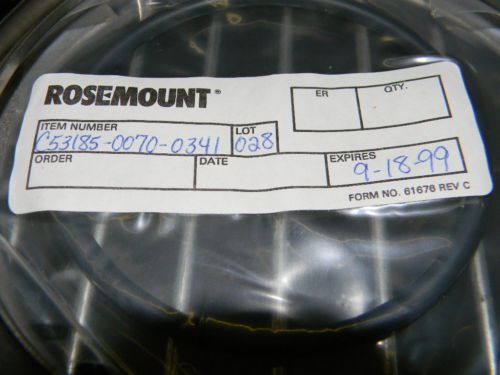 ROSEMOUNT®
ER
QTY.
ITEM NUMBER
C53185-0070-0341
LOT
028
ORDER
DATE
EXPIRES
9-18-99
FORM NO. 61676 REV C